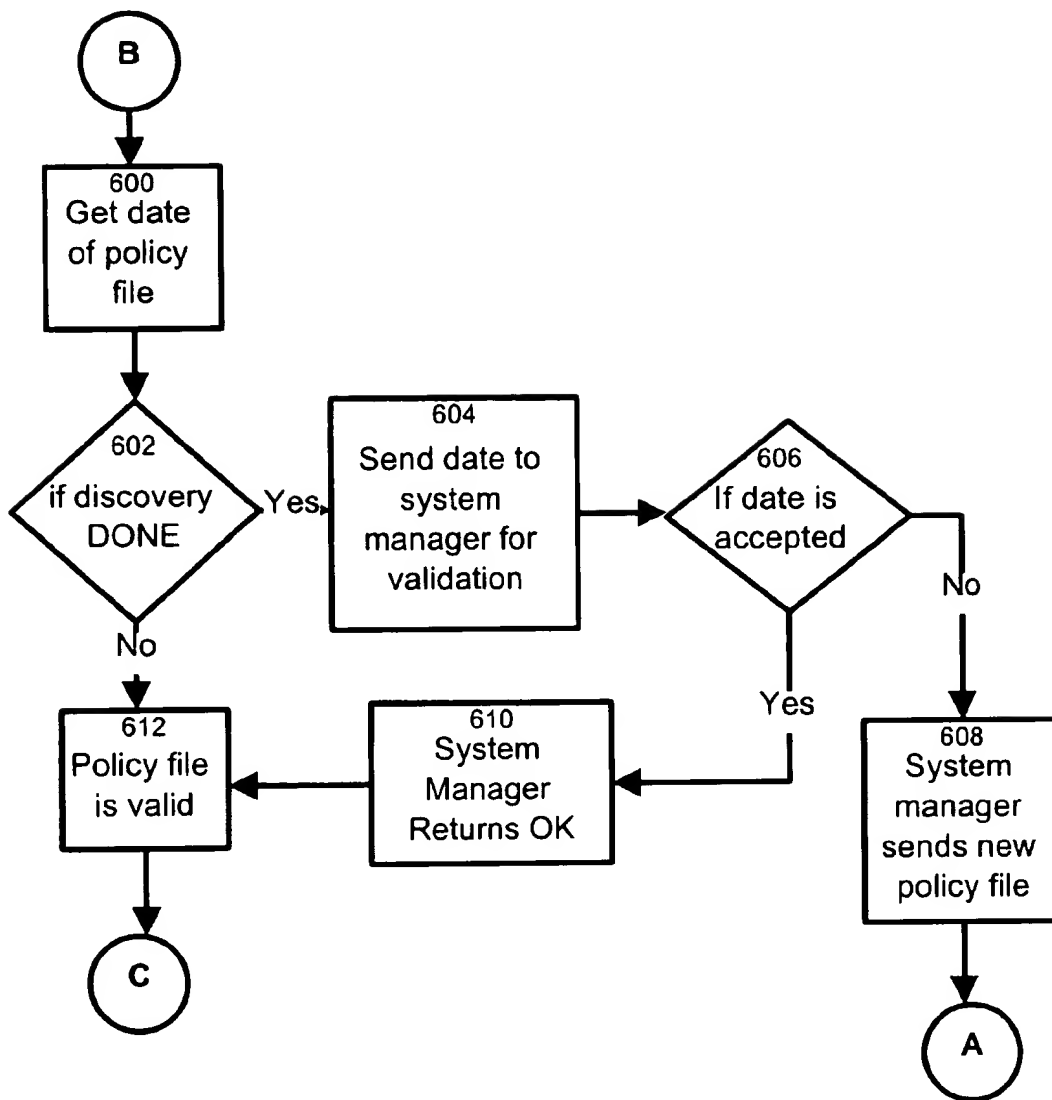 B
600
Get date
of policy
file
602
if discovery
DONE
Yes
No
604
Send date to
system
manager for
validation
606
If date is
accepted
No
Yes
608
System
manager
sends new
policy file
610
System
Manager
Returns OK
612
Policy file
is valid
C
A